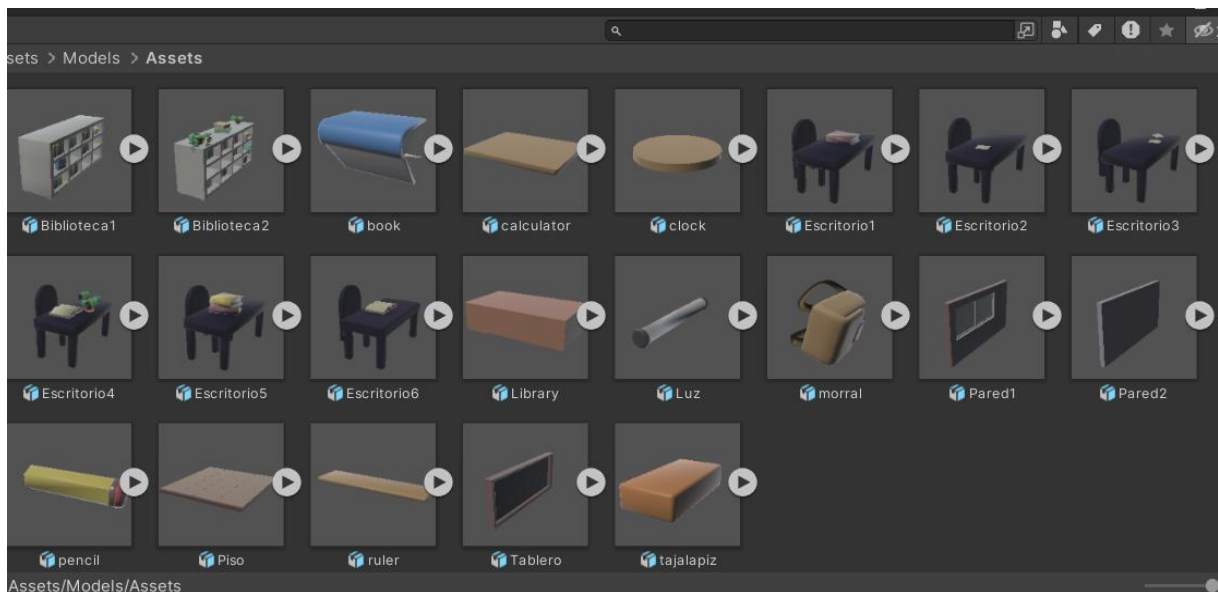 sets > Models > Assets
Biblioteca1 Biblioteca2 book calculator clock Escritorio1 Escritorio2 Escritorio3
Escritorio4 Escritorio5 Escritorio6 Library Luz morral Pared1 Pared2
pencil Piso ruler Tablero tajalapiz
Assets/Models/Assets